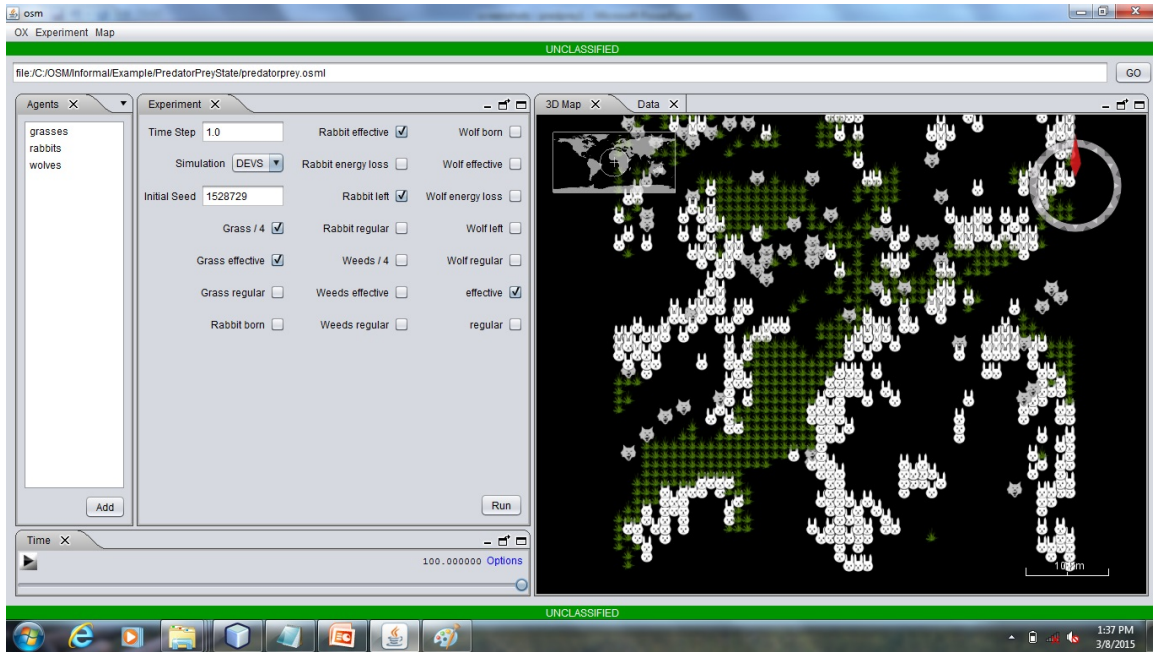 osm
OX Experiment Map
UNCLASSIFIED
file:/C:/OSM/Informal/Example/PredatorPreyState/predatorprey.osml
GO
Agents
grasses
rabbits
wolves
Add
Experiment
Time Step 1.0 Rabbit effective Wolf born
Simulation DEVS Rabbit energy loss Wolf effective
Initial Seed 1528729 Rabbit left Wolf energy loss
Grass / 4 Rabbit regular Wolf left
Grass effective Weeds / 4 Wolf regular
Grass regular Weeds effective effective
Rabbit born Weeds regular regular
Run
3D Map Data
Time
100.000000 Options
UNCLASSIFIED
1:37 PM
3/8/2015